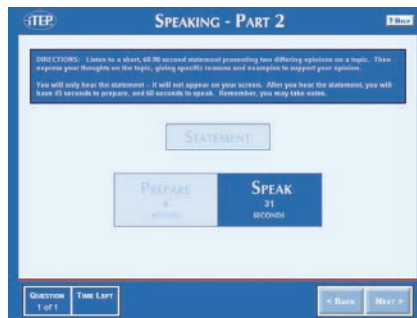 iTEP
SPEAKING - PART 2
? HELP
DIRECTIONS: Listen to a short, 60-90 second statement presenting two differing opinions on a topic. Then
express your thoughts on the topic, giving specific reasons and examples to support your opinion.
You will only hear the statement - it will not appear on your screen. After you hear the statement, you will
have 45 seconds to prepare, and 60 seconds to speak. Remember, you may take notes.
STATEMENT
PREPARE
0
SECONDS
SPEAK
31
SECONDS
QUESTION
1 of 1
TIME LEFT
< BACK
NEXT >